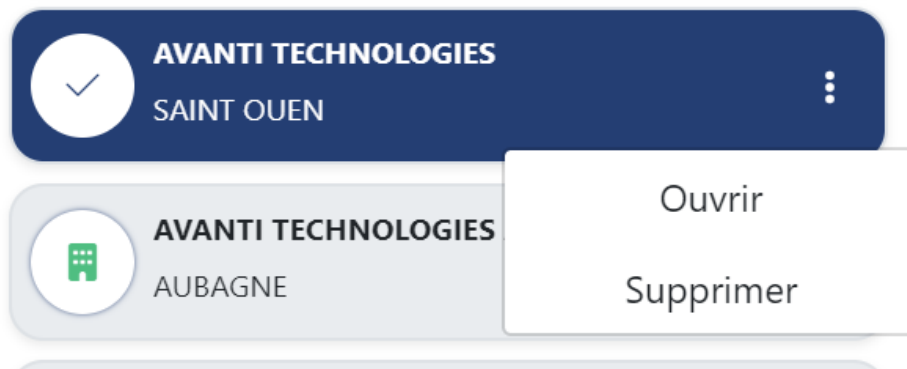 AVANTI TECHNOLOGIES
SAINT OUEN
Ouvrir
AVANTI TECHNOLOGIES
AUBAGNE
Supprimer